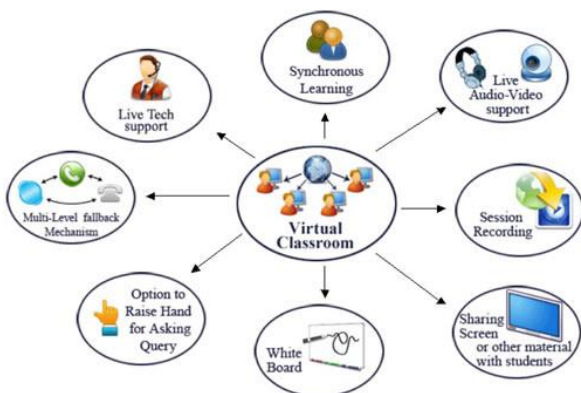 Synchronous
Learning
Live
Audio-Video
support
Live Tech
support
Multi-Level fallback
Mechanism
Virtual
Classroom
Session
Recording
Option to
Raise Hand
for Asking
Query
White
Board
Sharing
Screen
or other material
with students